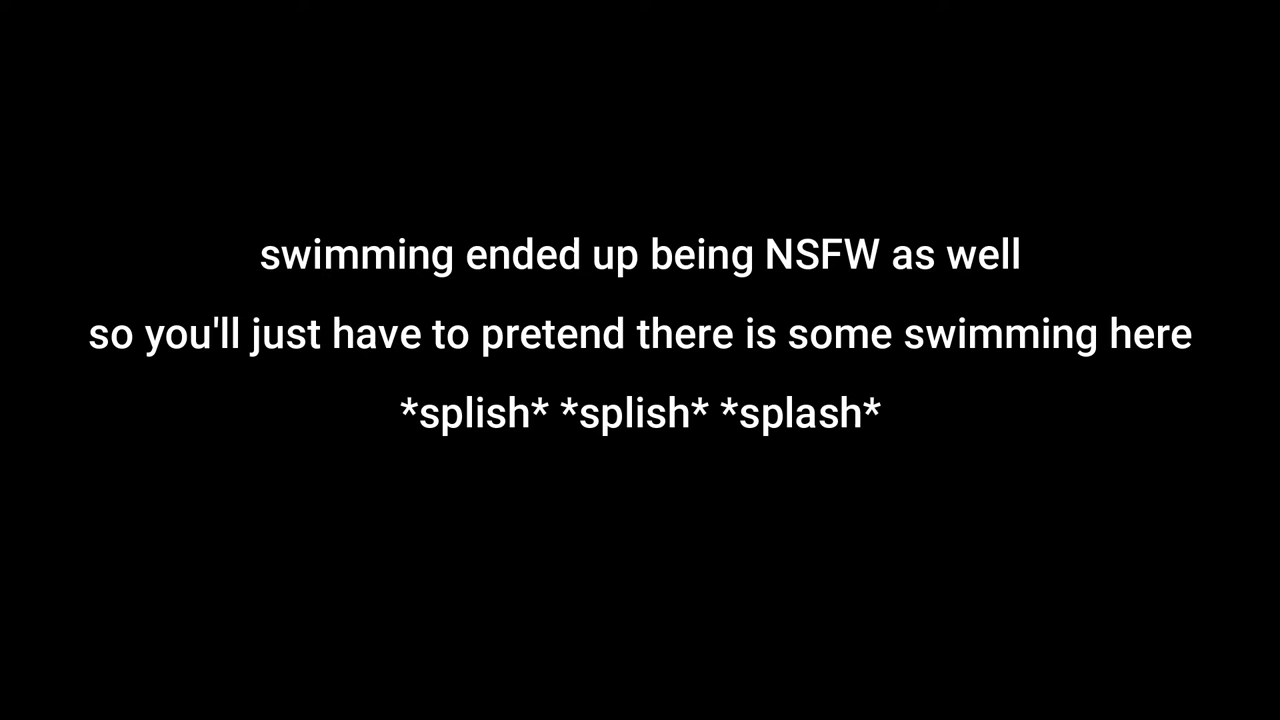 swimming ended up being NSFW as well
so you'll just have to pretend there is some swimming here
*splish* *splish* *splash*